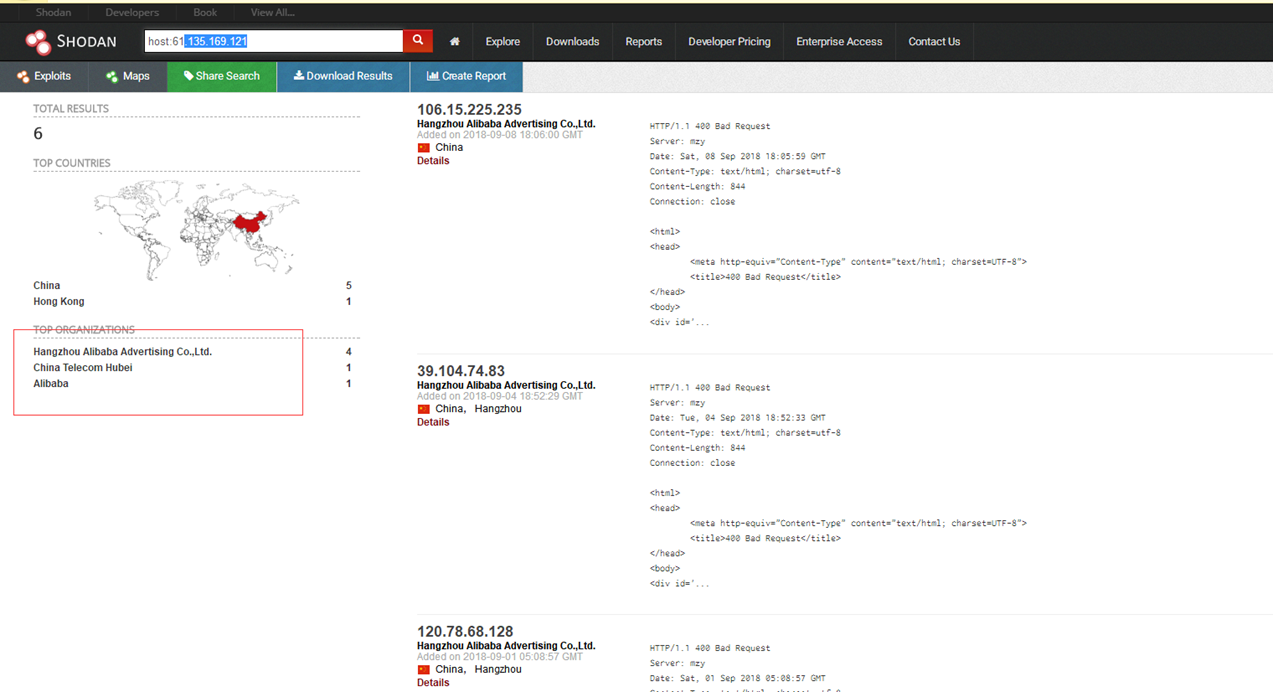 Shodan Developers Book View All...
SHODAN host:61.135.169.121 Explore Downloads Reports Developer Pricing Enterprise Access Contact Us
Exploits Maps Share Search Download Results Create Report
TOTAL RESULTS
6
TOP COUNTRIES
China 5
Hong Kong 1
TOP ORGANIZATIONS
Hangzhou Alibaba Advertising Co.,Ltd. 4
China Telecom Hubei 1
Alibaba 1
106.15.225.235
Hangzhou Alibaba Advertising Co.,Ltd.
Added on 2018-09-08 18:06:00 GMT
China
Details
HTTP/1.1 400 Bad Request
Server: mzy
Date: Sat, 08 Sep 2018 18:05:59 GMT
Content-Type: text/html; charset=utf-8
Content-Length: 844
Connection: close
<html>
<head>
<meta http-equiv="Content-Type" content="text/html; charset=UTF-8">
<title>400 Bad Request</title>
</head>
<body>
<div id='...
39.104.74.83
Hangzhou Alibaba Advertising Co.,Ltd.
Added on 2018-09-04 18:52:29 GMT
China, Hangzhou
Details
HTTP/1.1 400 Bad Request
Server: mzy
Date: Tue, 04 Sep 2018 18:52:33 GMT
Content-Type: text/html; charset=utf-8
Content-Length: 844
Connection: close
<html>
<head>
<meta http-equiv="Content-Type" content="text/html; charset=UTF-8">
<title>400 Bad Request</title>
</head>
<body>
<div id='...
120.78.68.128
Hangzhou Alibaba Advertising Co.,Ltd.
Added on 2018-09-01 05:08:57 GMT
China, Hangzhou
Details
HTTP/1.1 400 Bad Request
Server: mzy
Date: Sat, 01 Sep 2018 05:08:57 GMT